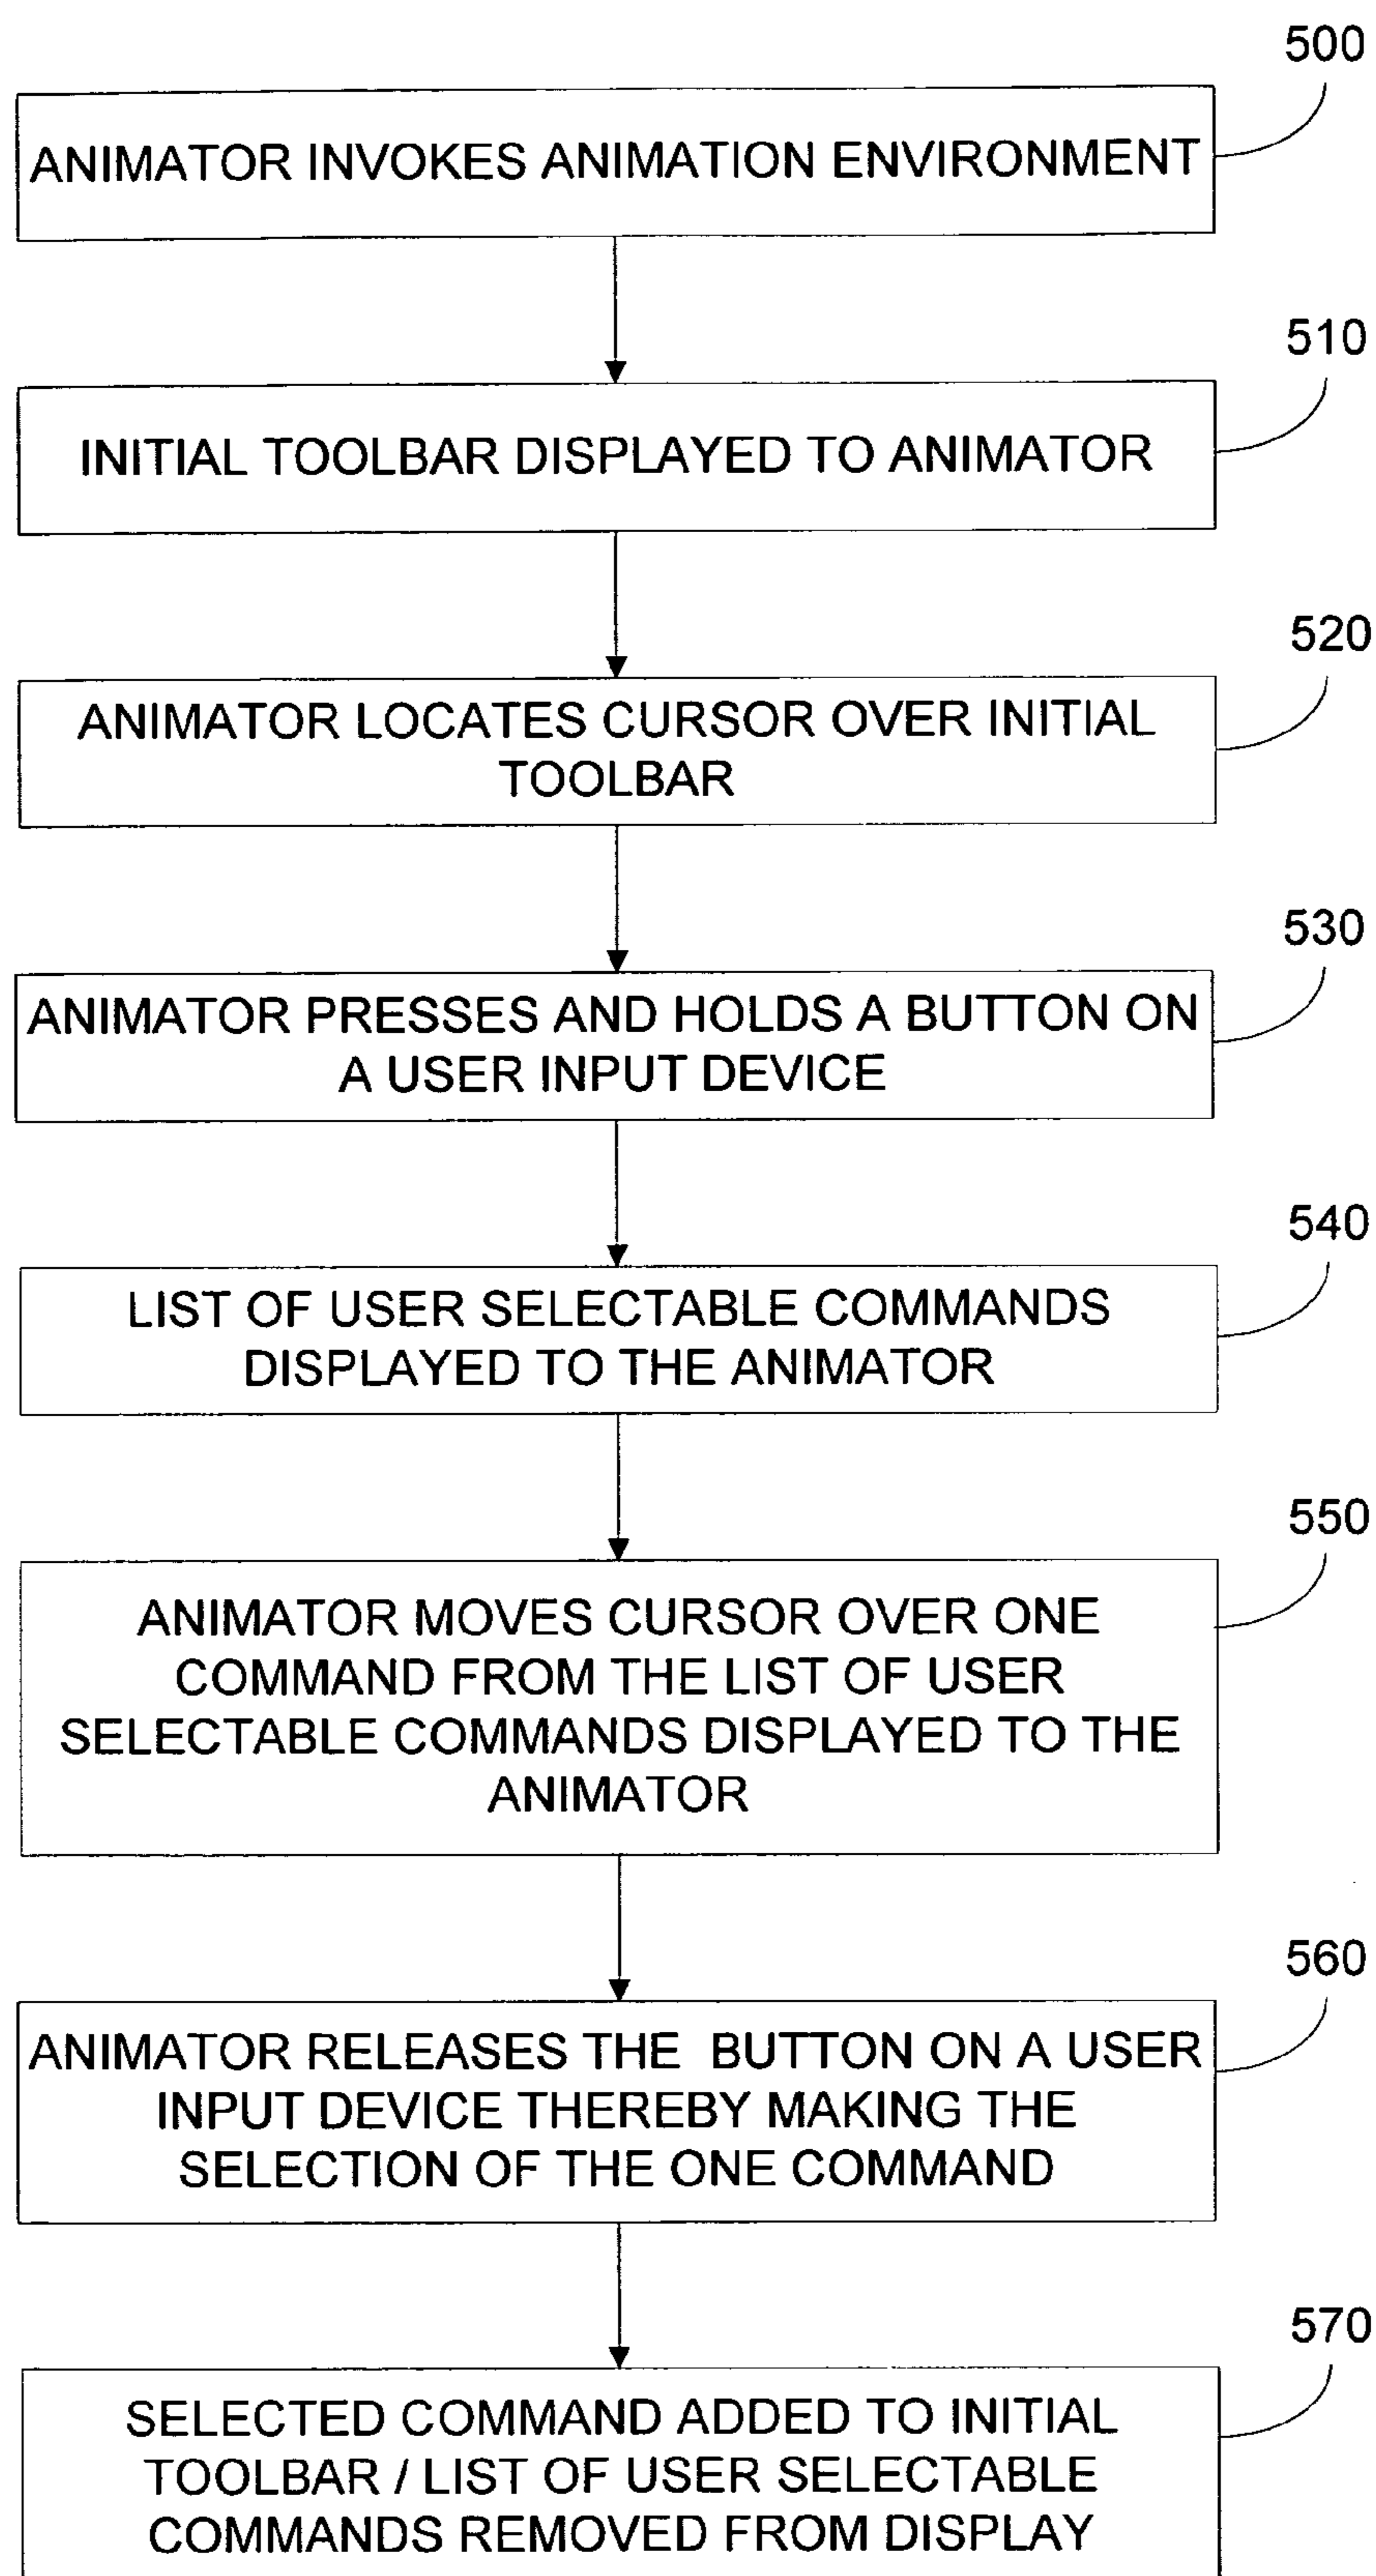 500
ANIMATOR INVOKES ANIMATION ENVIRONMENT
510
INITIAL TOOLBAR DISPLAYED TO ANIMATOR
520
ANIMATOR LOCATES CURSOR OVER INITIAL
TOOLBAR
530
ANIMATOR PRESSES AND HOLDS A BUTTON ON
A USER INPUT DEVICE
540
LIST OF USER SELECTABLE COMMANDS
DISPLAYED TO THE ANIMATOR
550
ANIMATOR MOVES CURSOR OVER ONE
COMMAND FROM THE LIST OF USER
SELECTABLE COMMANDS DISPLAYED TO THE
ANIMATOR
560
ANIMATOR RELEASES THE BUTTON ON A USER
INPUT DEVICE THEREBY MAKING THE
SELECTION OF THE ONE COMMAND
570
SELECTED COMMAND ADDED TO INITIAL
TOOLBAR / LIST OF USER SELECTABLE
COMMANDS REMOVED FROM DISPLAY